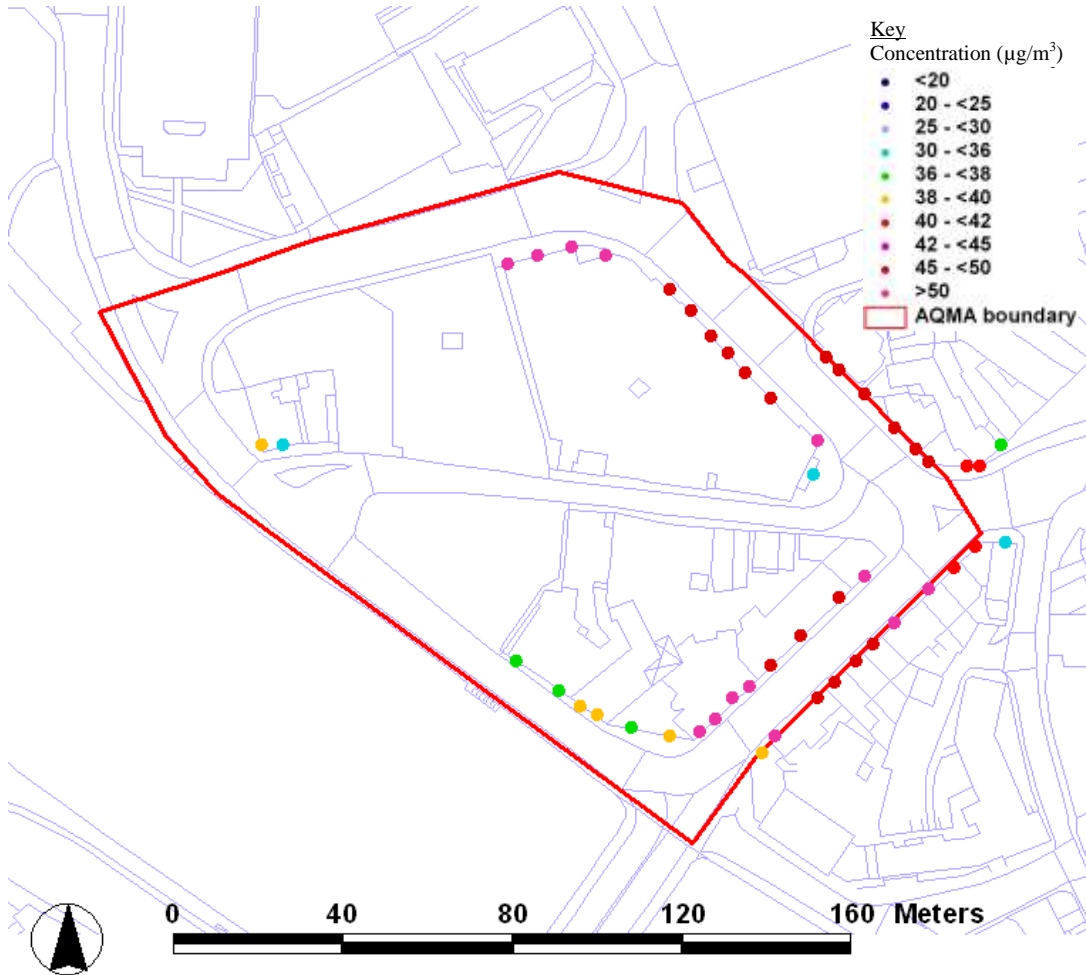 Key
Concentration (µg/m³)
<20
20 - <25
25 - <30
30 - <36
36 - <38
38 - <40
40 - <42
42 - <45
45 - <50
>50
AQMA boundary
0 40 80 120 160 Meters